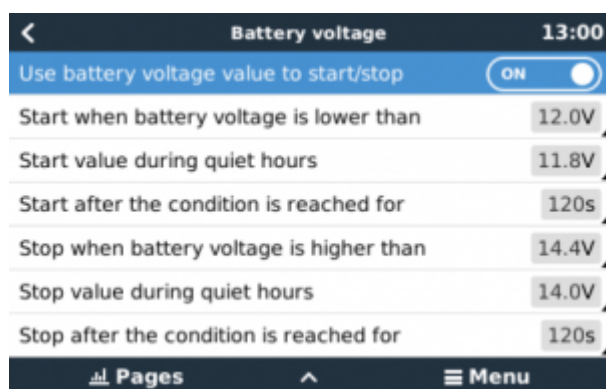 Battery voltage 13:00
Use battery voltage value to start/stop ON
Start when battery voltage is lower than 12.0V
Start value during quiet hours 11.8V
Start after the condition is reached for 120s
Stop when battery voltage is higher than 14.4V
Stop value during quiet hours 14.0V
Stop after the condition is reached for 120s
Pages Menu